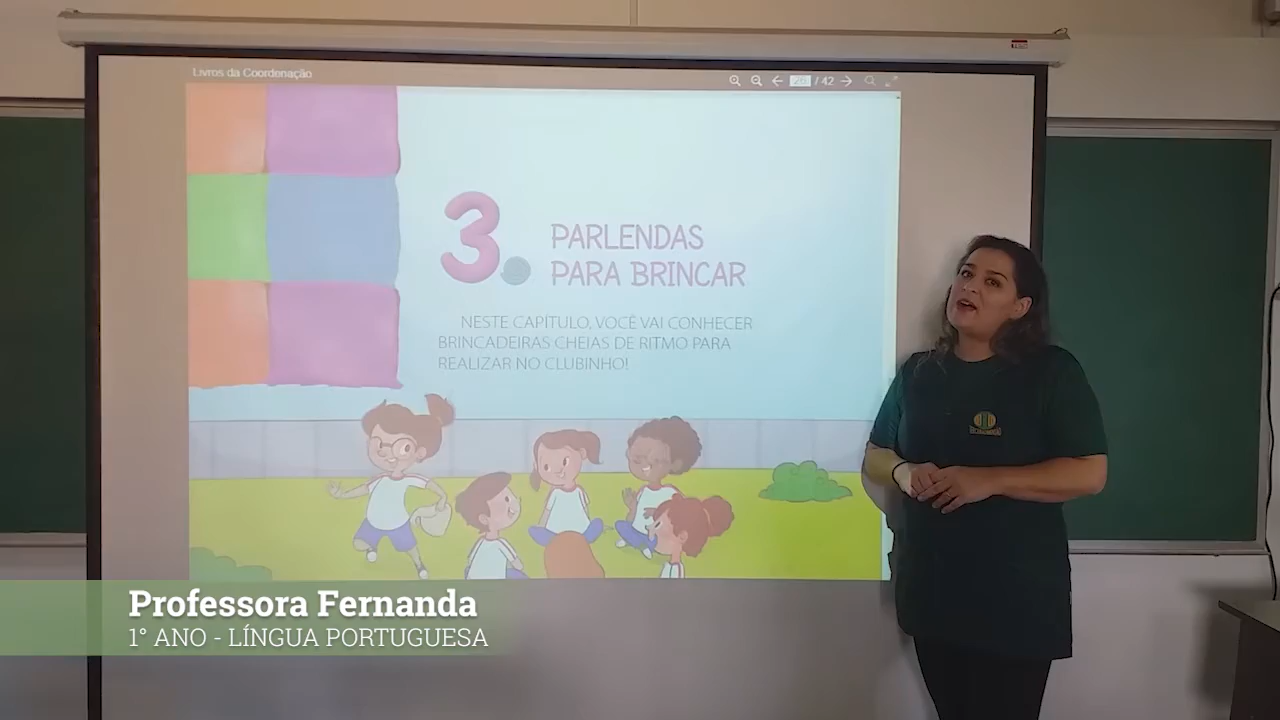 Livros da Coordenação
/ 42
3.
PARLENDAS
PARA BRINCAR
NESTE CAPÍTULO, VOCÊ VAI CONHECER
BRINCADEIRAS CHEIAS DE RITMO PARA
REALIZAR NO CLUBINHO!
Professora Fernanda
1° ANO - LÍNGUA PORTUGUESA